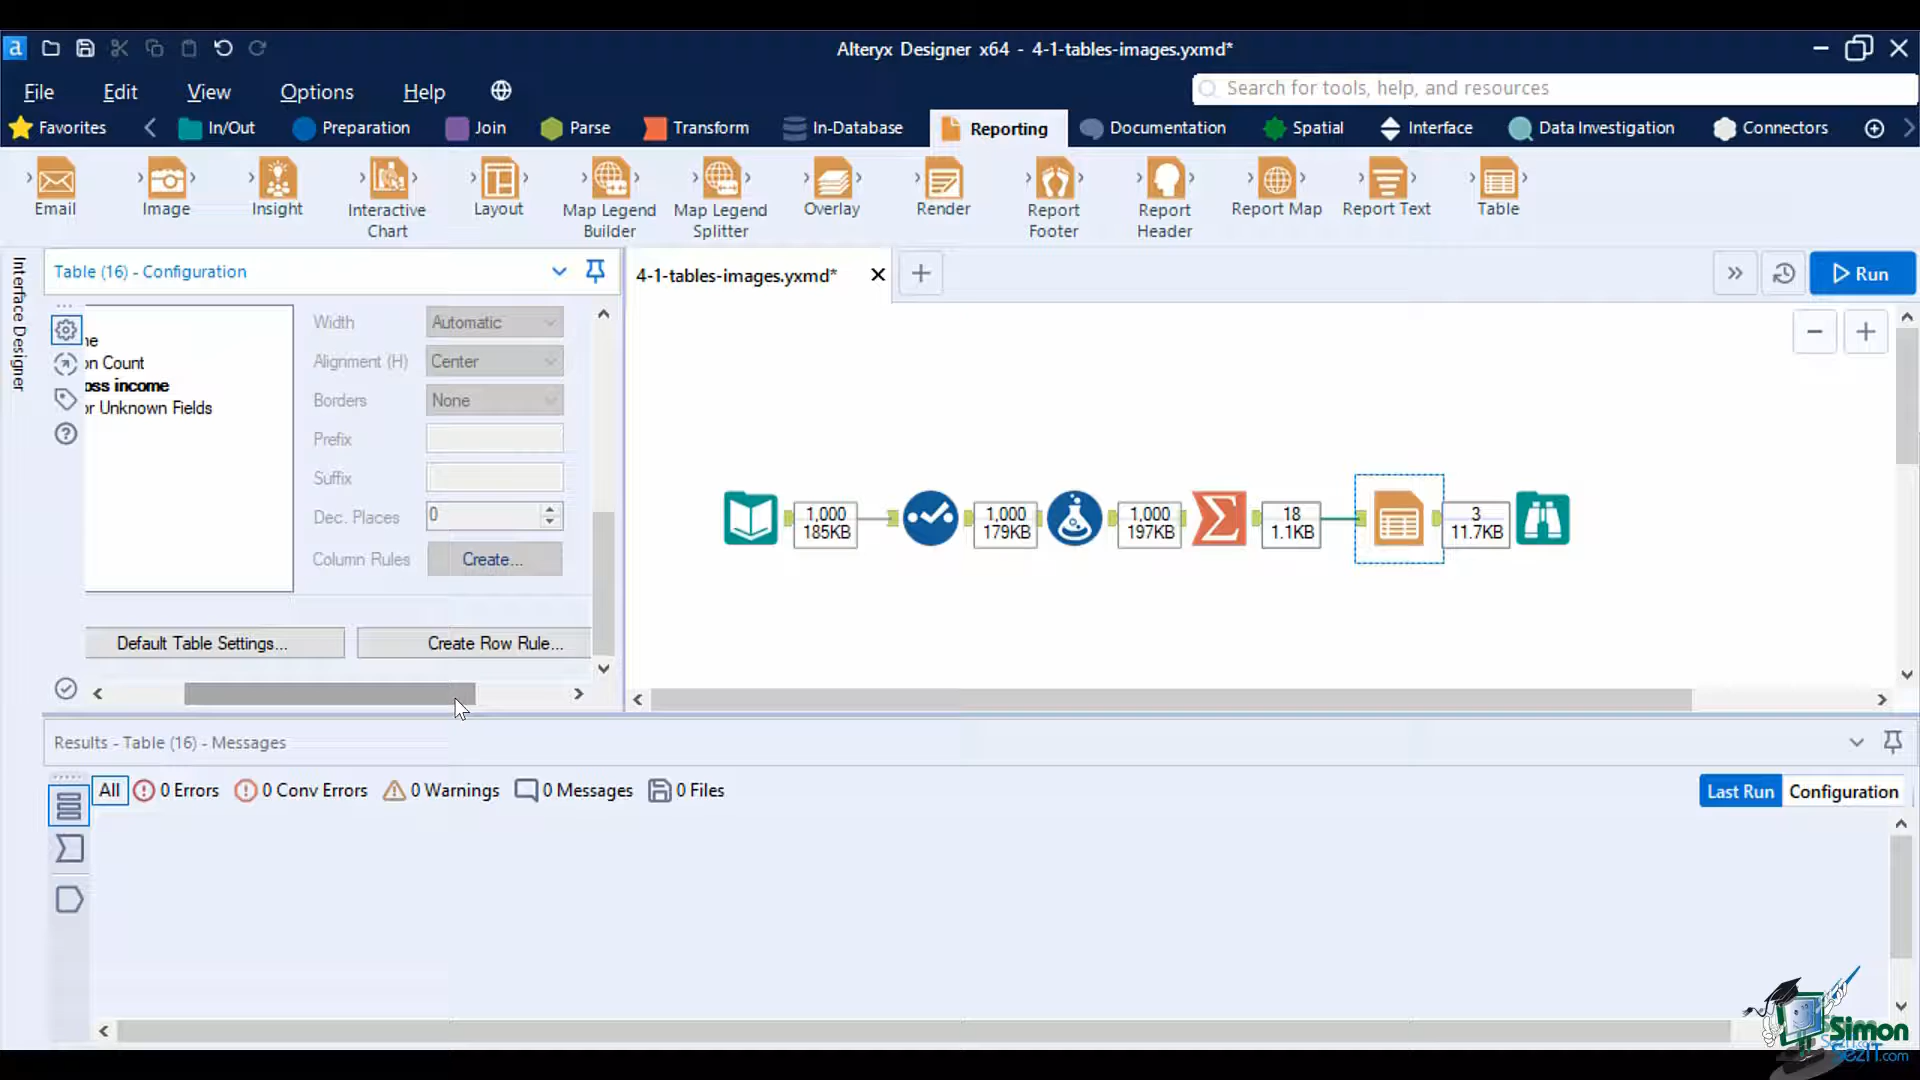 a
Alteryx Designer x64 - 4-1-tables-images.yxmd*
File Edit View Options Help
Search for tools, help, and resources
Favorites In/Out Preparation Join Parse Transform In-Database Reporting Documentation Spatial Interface Data Investigation Connectors
Email Image Insight Interactive Chart Layout Map Legend Builder Map Legend Splitter Overlay Render Report Footer Report Header Report Map Report Text Table
Interface Designer
Table (16) - Configuration
4-1-tables-images.yxmd*
Run
ne
on Count
oss income
or Unknown Fields
Width Automatic
Alignment (H) Center
Borders None
Prefix
Suffix
Dec. Places 0
Column Rules Create...
Default Table Settings... Create Row Rule...
1,000 1,000 1,000 18 3
185KB 179KB 197KB 1.1KB 11.7KB
Results - Table (16) - Messages
All 0 Errors 0 Conv Errors 0 Warnings 0 Messages 0 Files
Last Run Configuration
Simon
SezIT.com